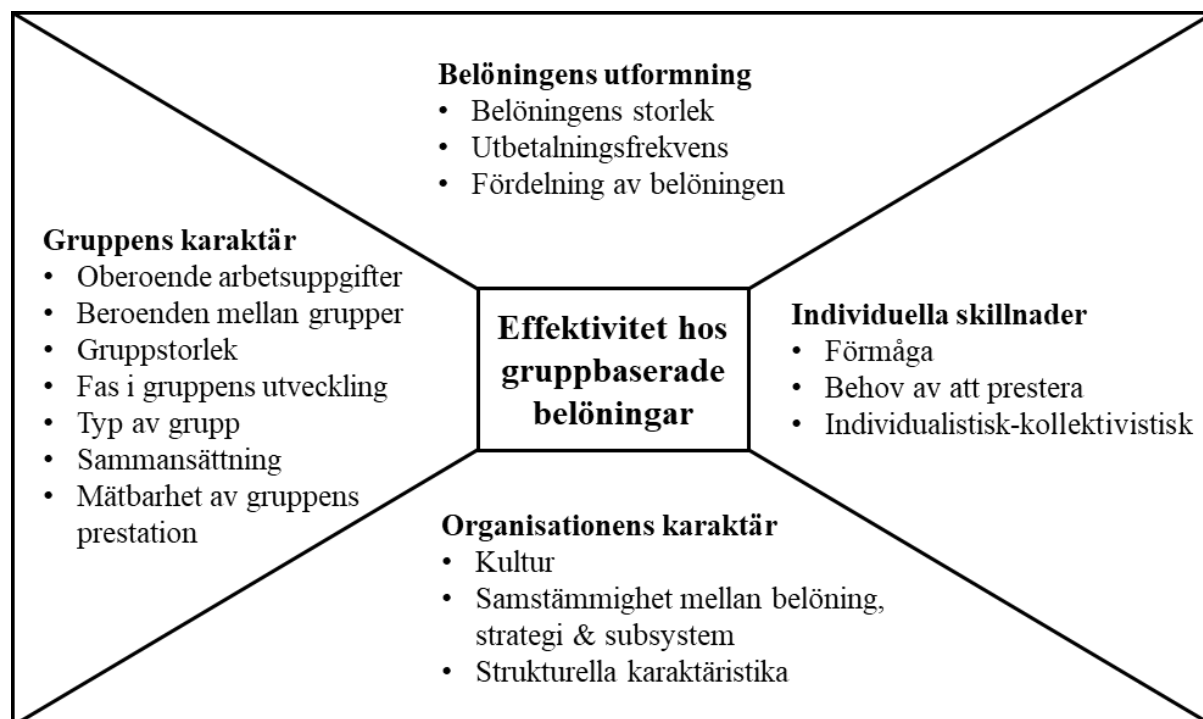 Belöningens utformning
• Belöningens storlek
• Utbetalningsfrekvens
• Fördelning av belöningen
Gruppens karaktär
• Oberoende arbetsuppgifter
• Beroenden mellan grupper
• Gruppstorlek
• Fas i gruppens utveckling
• Typ av grupp
• Sammansättning
• Mätbarhet av gruppens
prestation
Effektivitet hos
gruppbaserade
belöningar
Individuella skillnader
• Förmåga
• Behov av att prestera
• Individualistisk-kollektivistisk
Organisationens karaktär
• Kultur
• Samstämmighet mellan belöning,
strategi & subsystem
• Strukturella karaktäristika